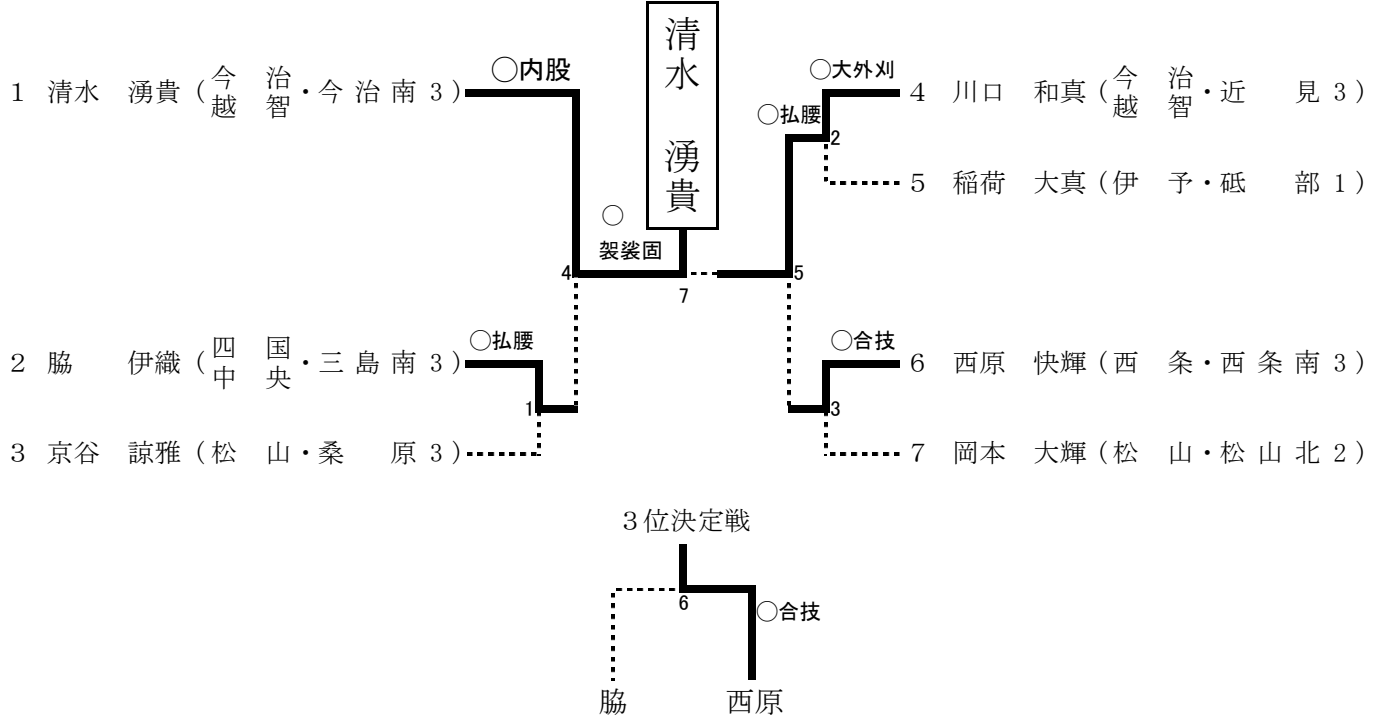 清水 湧貴
1 清水 湧貴 (今治越智・今治南3)
○内股
○大外刈
4 川口 和真 (今治越智・近見3)
○払腰
2
5 稲荷 大真 (伊予・砥部1)
○
袈裟固
4
7
5
2 脇 伊織 (四国中央・三島南3)
○払腰
○合技
6 西原 快輝 (西条・西条南3)
1
3
3 京谷 諒雅 (松山・桑原3)
7 岡本 大輝 (松山・松山北2)
3位決定戦
6
○合技
脇
西原